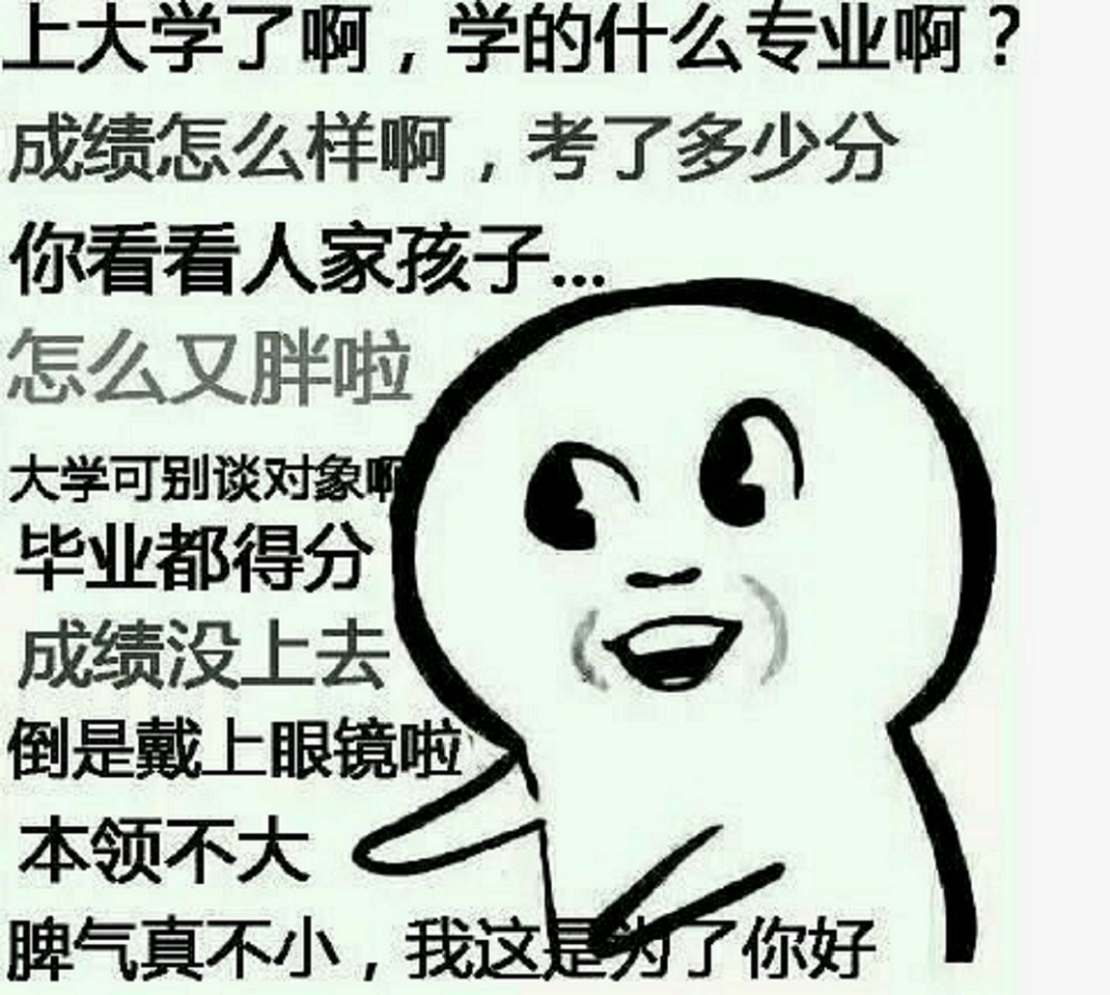 上大学了啊，学的什么专业啊？
成绩怎么样啊，考了多少分
你看看人家孩子...
怎么又胖啦
大学可别谈对象啊
毕业都得分
成绩没上去
倒是戴上眼镜啦
本领不大
脾气真不小，我这是为了你好